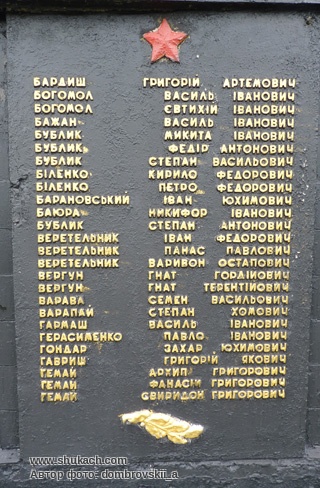 БАРДИШ ГРИГОРІЙ АРТЕМОВИЧ
БОГОМОЛ ВАСИЛЬ ІВАНОВИЧ
БОГОМОЛ ЄВТИХІЙ ІВАНОВИЧ
БАЖАН ВАСИЛЬ ІВАНОВИЧ
БУБЛИК МИКИТА ІВАНОВИЧ
БУБЛИК ФЕДІР АНТОНОВИЧ
БУБЛИК СТЕПАН ВАСИЛЬОВИЧ
БІЛЕНКО КИРИЛО ФЕДОРОВИЧ
БІЛЕНКО ПЕТРО ФЕДОРОВИЧ
БАРАНОВСЬКИЙ ІВАН ЮХИМОВИЧ
БАЮРА НИКИФОР ІВАНОВИЧ
БУБЛИК СТЕПАН АНТОНОВИЧ
ВЕРЕТЕЛЬНИК ІВАН ФЕДОРОВИЧ
ВЕРЕТЕЛЬНИК ПАНАС ПАВЛОВИЧ
ВЕРЕТЕЛЬНИК ВАРИВОН ОСТАПОВИЧ
ВЕРГУН ГНАТ ГОРДІЙОВИЧ
ВЕРГУН ГНАТ ТЕРЕНТІЙОВИЧ
ВАРАВА СЕМЕН ВАСИЛЬОВИЧ
ВАРАПАЙ СТЕПАН ХОМОВИЧ
ГАРМАШ ВАСИЛЬ ІВАНОВИЧ
ГЕРАСИМЕНКО ПАВЛО ІВАНОВИЧ
ГОНДАР ЗАХАР ЮХИМОВИЧ
ГАВРИШ ГРИГОРІЙ ЯКОВИЧ
ГЕМАЙ АРХИП ГРИГОРОВИЧ
ГЕМАН ФАНАСІЙ ГРИГОРОВИЧ
ГЕМАЙ СВИРИДОН ГРИГОРОВИЧ
www.shukach.com
Автор фото: dombrovskii_a